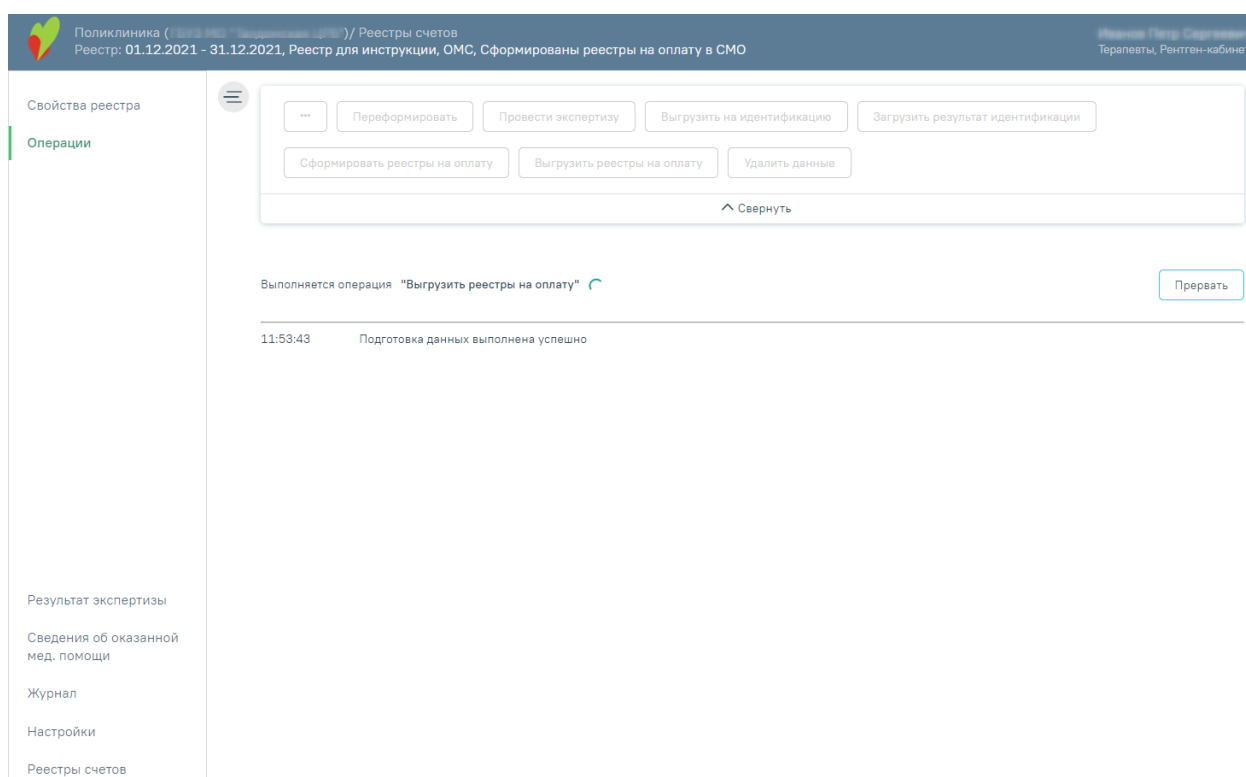 Поликлиника ( )/ Реестры счетов
Реестр: 01.12.2021 - 31.12.2021, Реестр для инструкции, ОМС, Сформированы реестры на оплату в СМО
Терапевты, Рентген-кабинет
Свойства реестра
Операции
... Переформировать Провести экспертизу Выгрузить на идентификацию Загрузить результат идентификации
Сформировать реестры на оплату Выгрузить реестры на оплату Удалить данные
Свернуть
Выполняется операция "Выгрузить реестры на оплату"
Прервать
11:53:43 Подготовка данных выполнена успешно
Результат экспертизы
Сведения об оказанной
мед. помощи
Журнал
Настройки
Реестры счетов